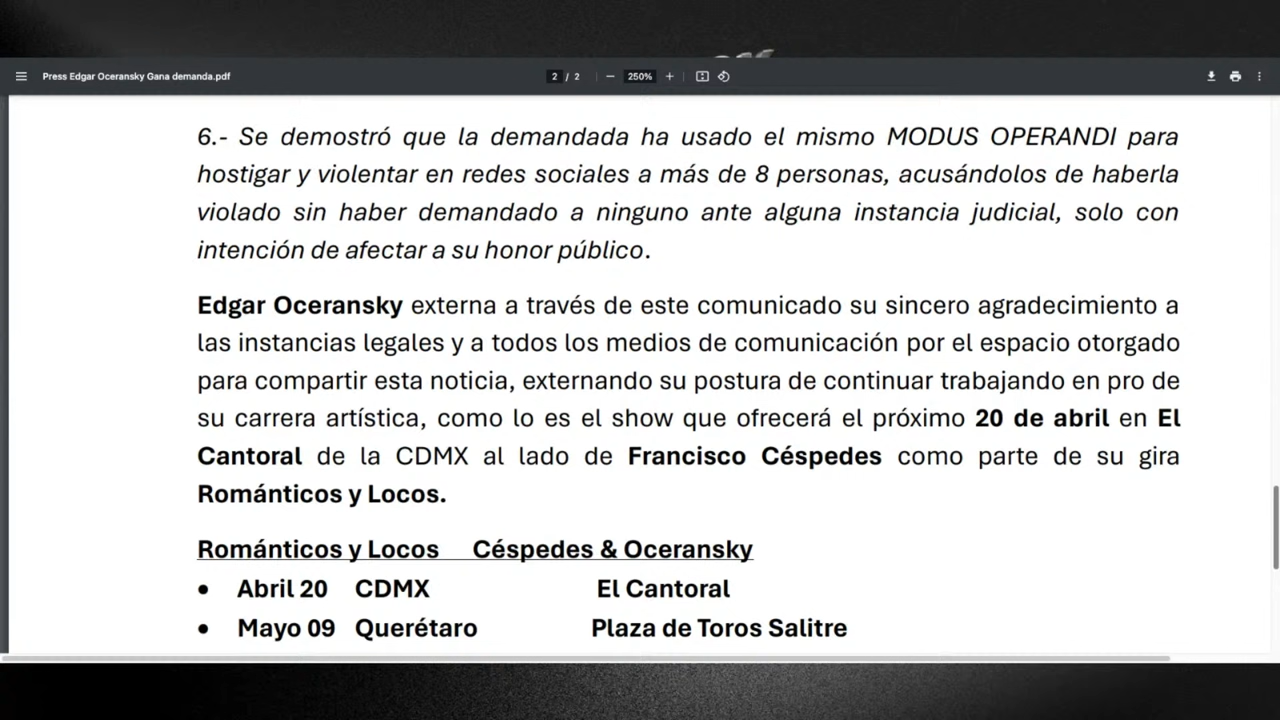 Press Edgar Oceransky Gana demanda.pdf
2 / 2
250%
6.- Se demostró que la demandada ha usado el mismo MODUS OPERANDI para
hostigar y violentar en redes sociales a más de 8 personas, acusándolos de haberla
violado sin haber demandado a ninguno ante alguna instancia judicial, solo con
intención de afectar a su honor público.
Edgar Oceransky externa a través de este comunicado su sincero agradecimiento a
las instancias legales y a todos los medios de comunicación por el espacio otorgado
para compartir esta noticia, externando su postura de continuar trabajando en pro de
su carrera artística, como lo es el show que ofrecerá el próximo 20 de abril en El
Cantoral de la CDMX al lado de Francisco Céspedes como parte de su gira
Románticos y Locos.
Románticos y Locos Céspedes & Oceransky
• Abril 20 CDMX El Cantoral
• Mayo 09 Querétaro Plaza de Toros Salitre